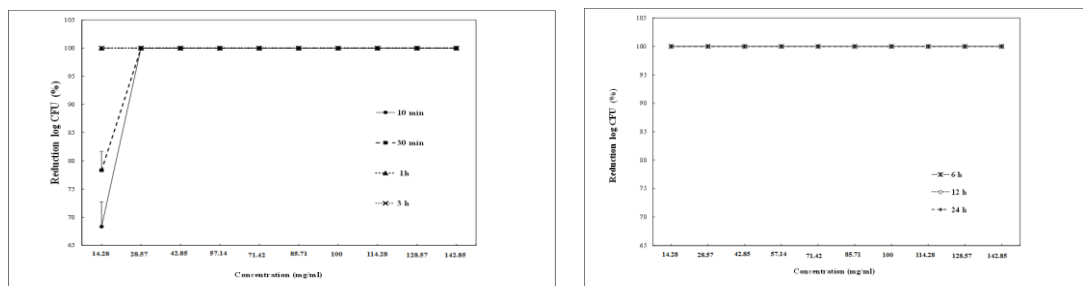 Reduction log CFU (%)
105
100
95
90
85
80
75
70
65
10 min
30 min
1h
3 h
14.28 28.57 42.85 57.14 71.42 85.71 100 114.28 128.57 142.85
Concentration (mg/ml)
Reduction log CFU (%)
105
100
95
90
85
80
75
70
65
6 h
12 h
24 h
14.28 28.57 42.85 57.14 71.42 85.71 100 114.28 128.57 142.85
Concentration (mg/ml)